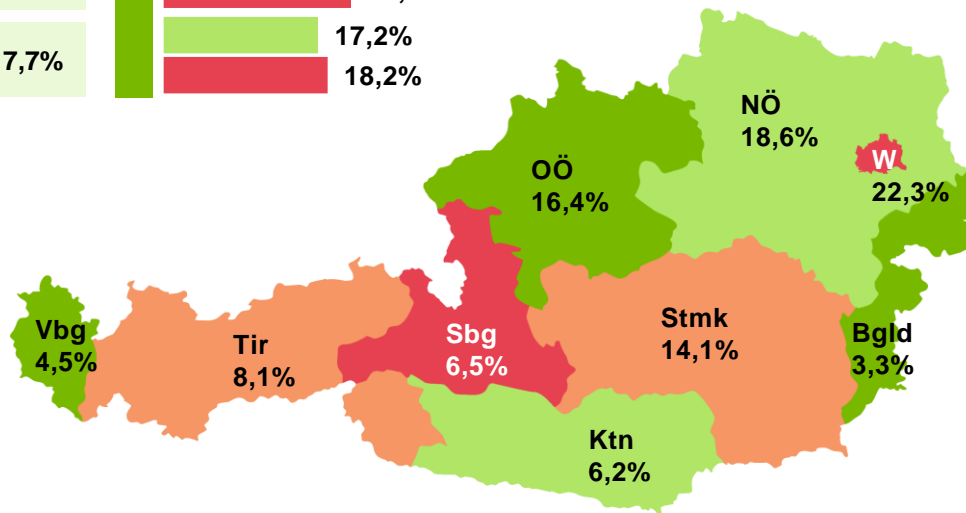 17,2%
7,7%
18,2%
NÖ
18,6%
W
22,3%
OÖ
16,4%
Vbg
4,5%
Tir
8,1%
Sbg
6,5%
Stmk
14,1%
Bgld
3,3%
Ktn
6,2%